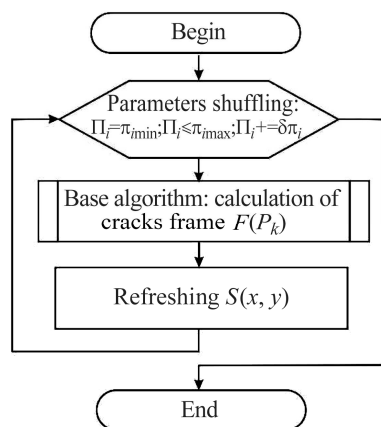 Begin
Parameters shuffling:
Πᵢ=πᵢmin;Πᵢ⩽πᵢmax;Πᵢ+=δπᵢ
Base algorithm: calculation of
cracks frame F(Pₖ)
Refreshing S(x, y)
End